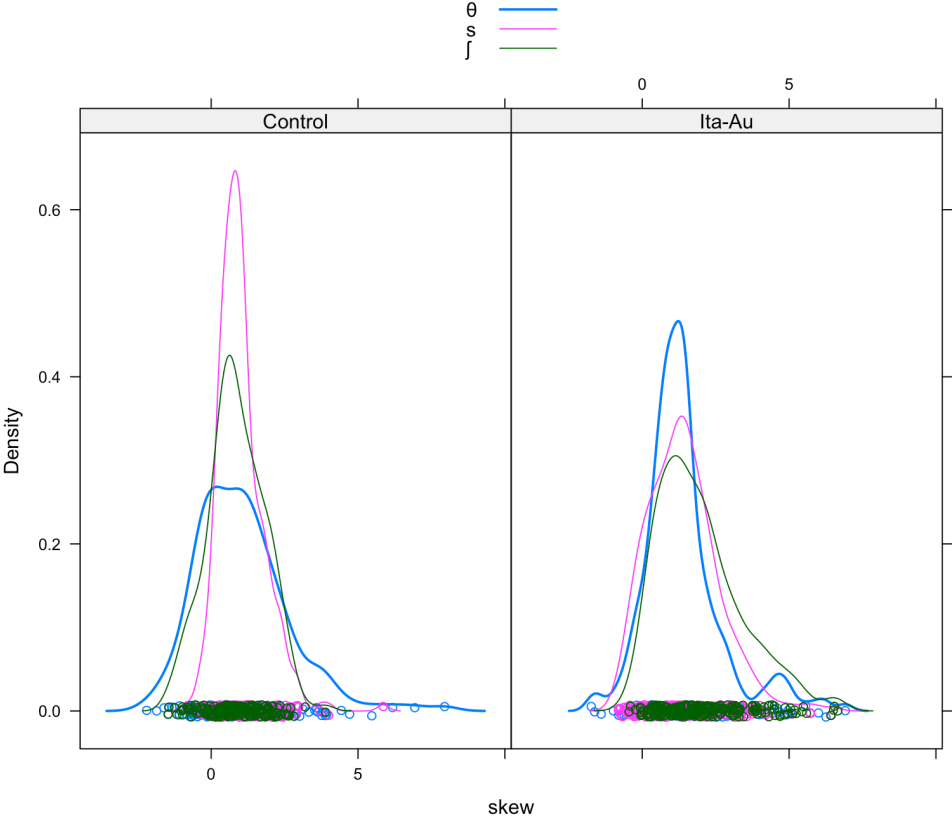 θ
s
ʃ
0 5
Control Ita-Au
0.6
0.4
0.2
0.0
Density
0 5
skew